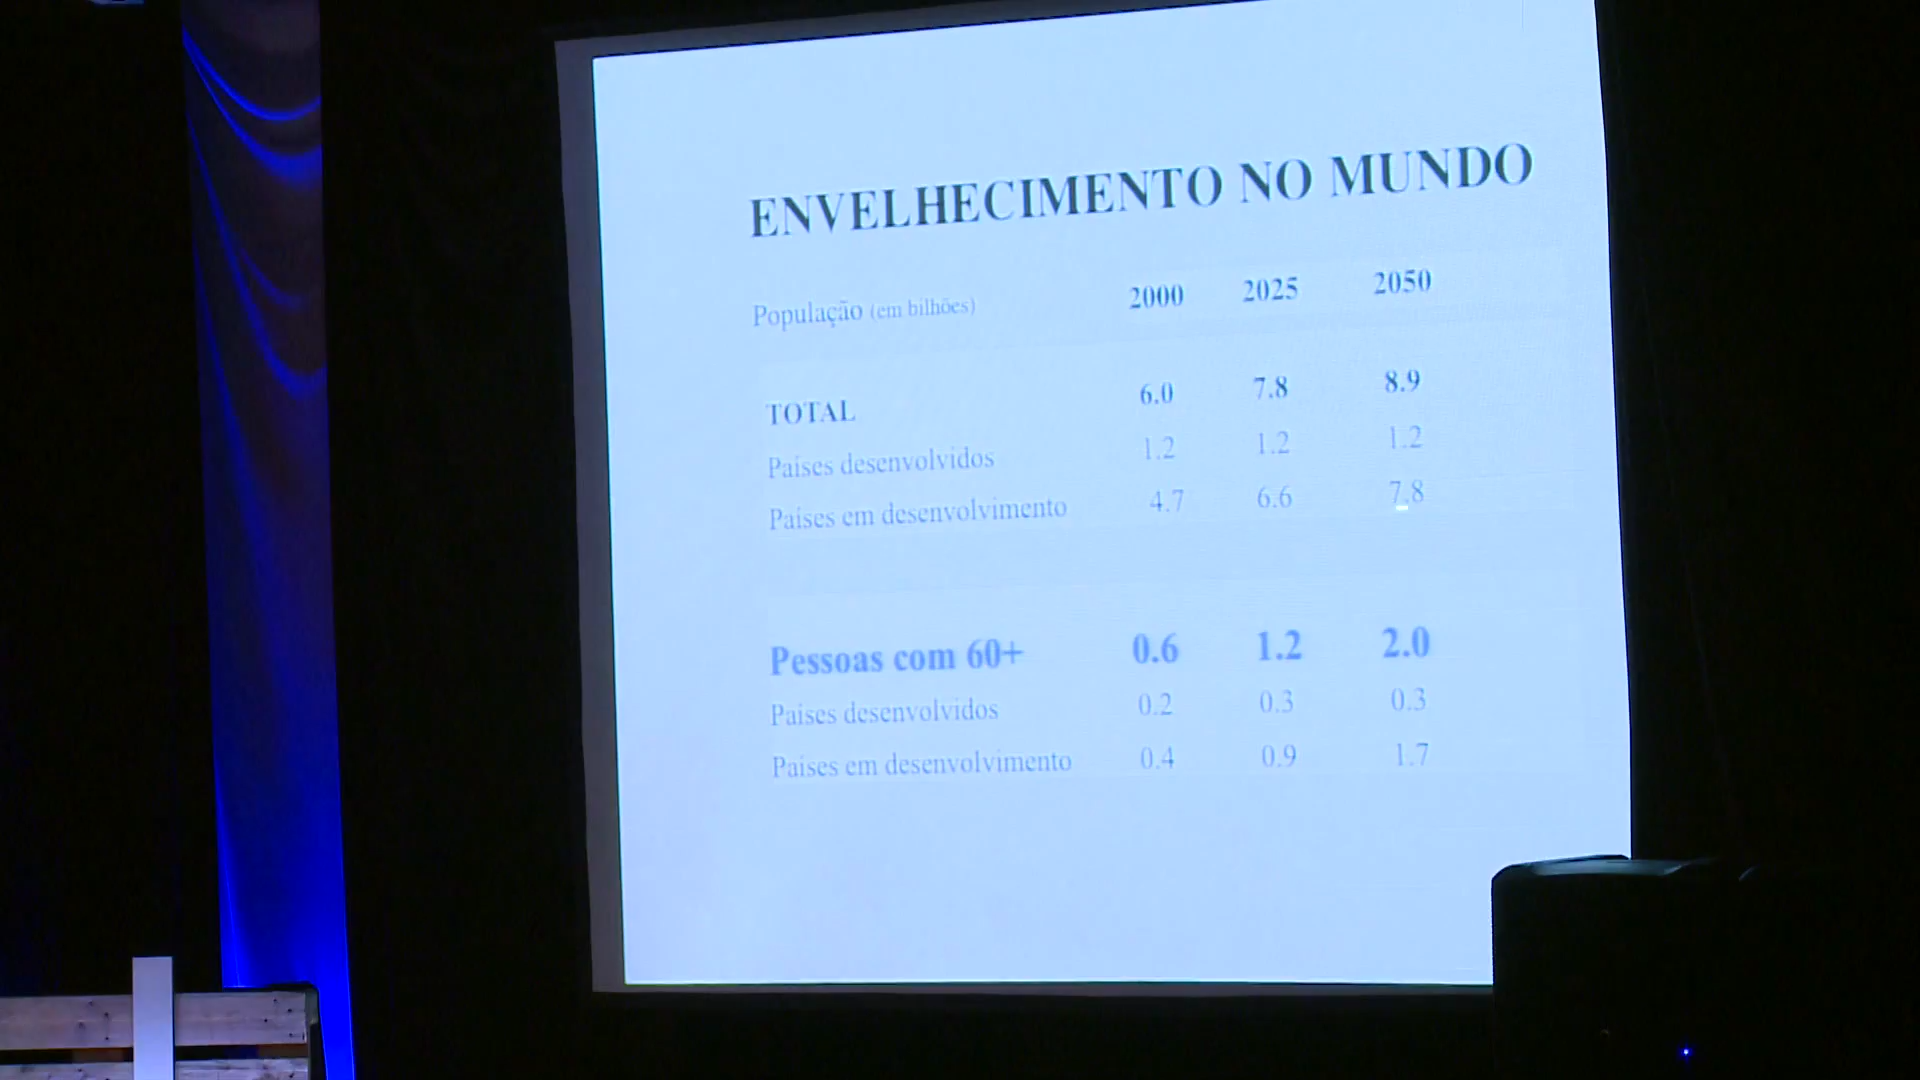 ENVELHECIMENTO NO MUNDO
População (em bilhões) 2000 2025 2050
TOTAL 6.0 7.8 8.9
Países desenvolvidos 1.2 1.2 1.2
Países em desenvolvimento 4.7 6.6 7.8
Pessoas com 60+ 0.6 1.2 2.0
Países desenvolvidos 0.2 0.3 0.3
Países em desenvolvimento 0.4 0.9 1.7